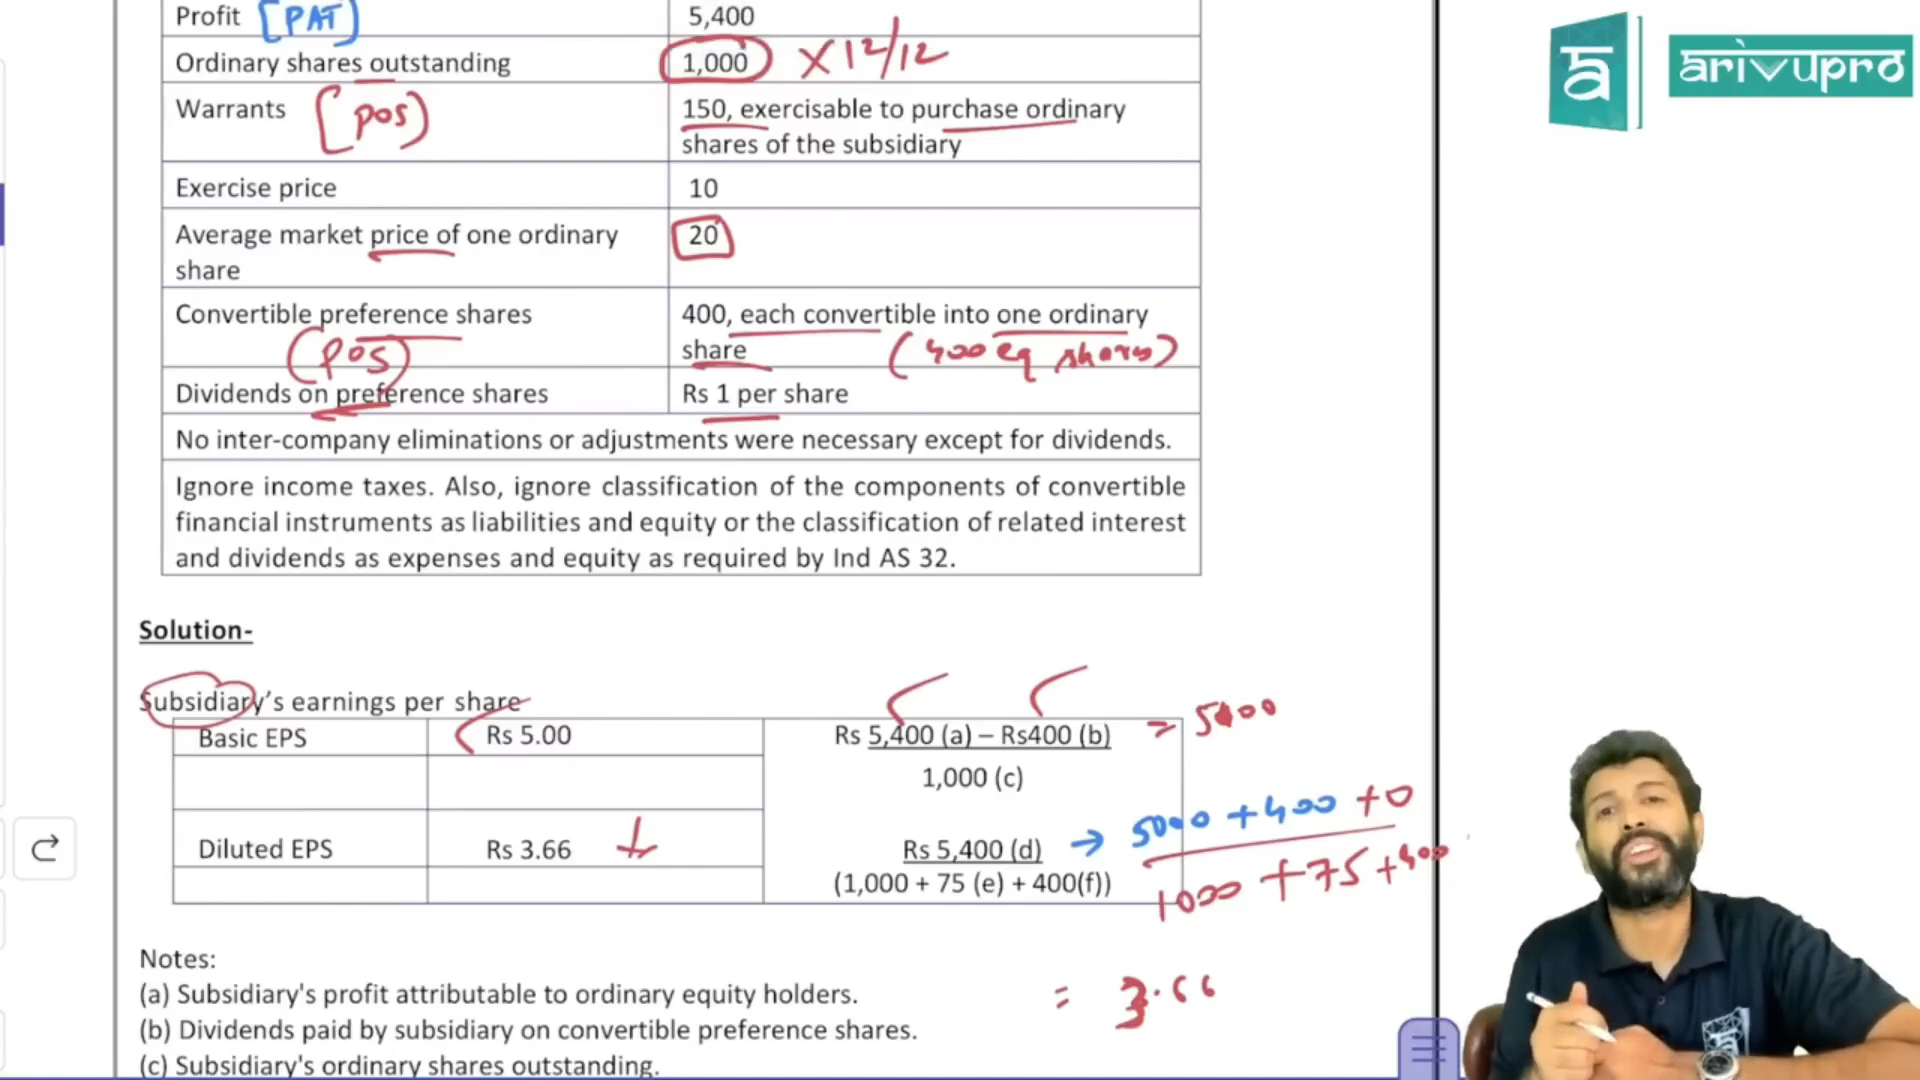 Profit [PAT] 5,400
Ordinary shares outstanding 1,000 X12/12
Warrants [POS) 150, exercisable to purchase ordinary
shares of the subsidiary
Exercise price 10
Average market price of one ordinary 20
share
Convertible preference shares 400, each convertible into one ordinary
(POS) share (400 eq shares)
Dividends on preference shares Rs 1 per share
No inter-company eliminations or adjustments were necessary except for dividends.
Ignore income taxes. Also, ignore classification of the components of convertible
financial instruments as liabilities and equity or the classification of related interest
and dividends as expenses and equity as required by Ind AS 32.
Solution-
Subsidiary's earnings per share
Basic EPS Rs 5.00 Rs 5,400 (a) – Rs400 (b) = 5000
1,000 (c)
Diluted EPS Rs 3.66 Rs 5,400 (d) → 5000 + 400 + 0
(1,000 + 75 (e) + 400(f)) 1000 + 75 + 400
Notes:
(a) Subsidiary's profit attributable to ordinary equity holders. = 3.66
(b) Dividends paid by subsidiary on convertible preference shares.
(c) Subsidiary's ordinary shares outstanding.
arivupro